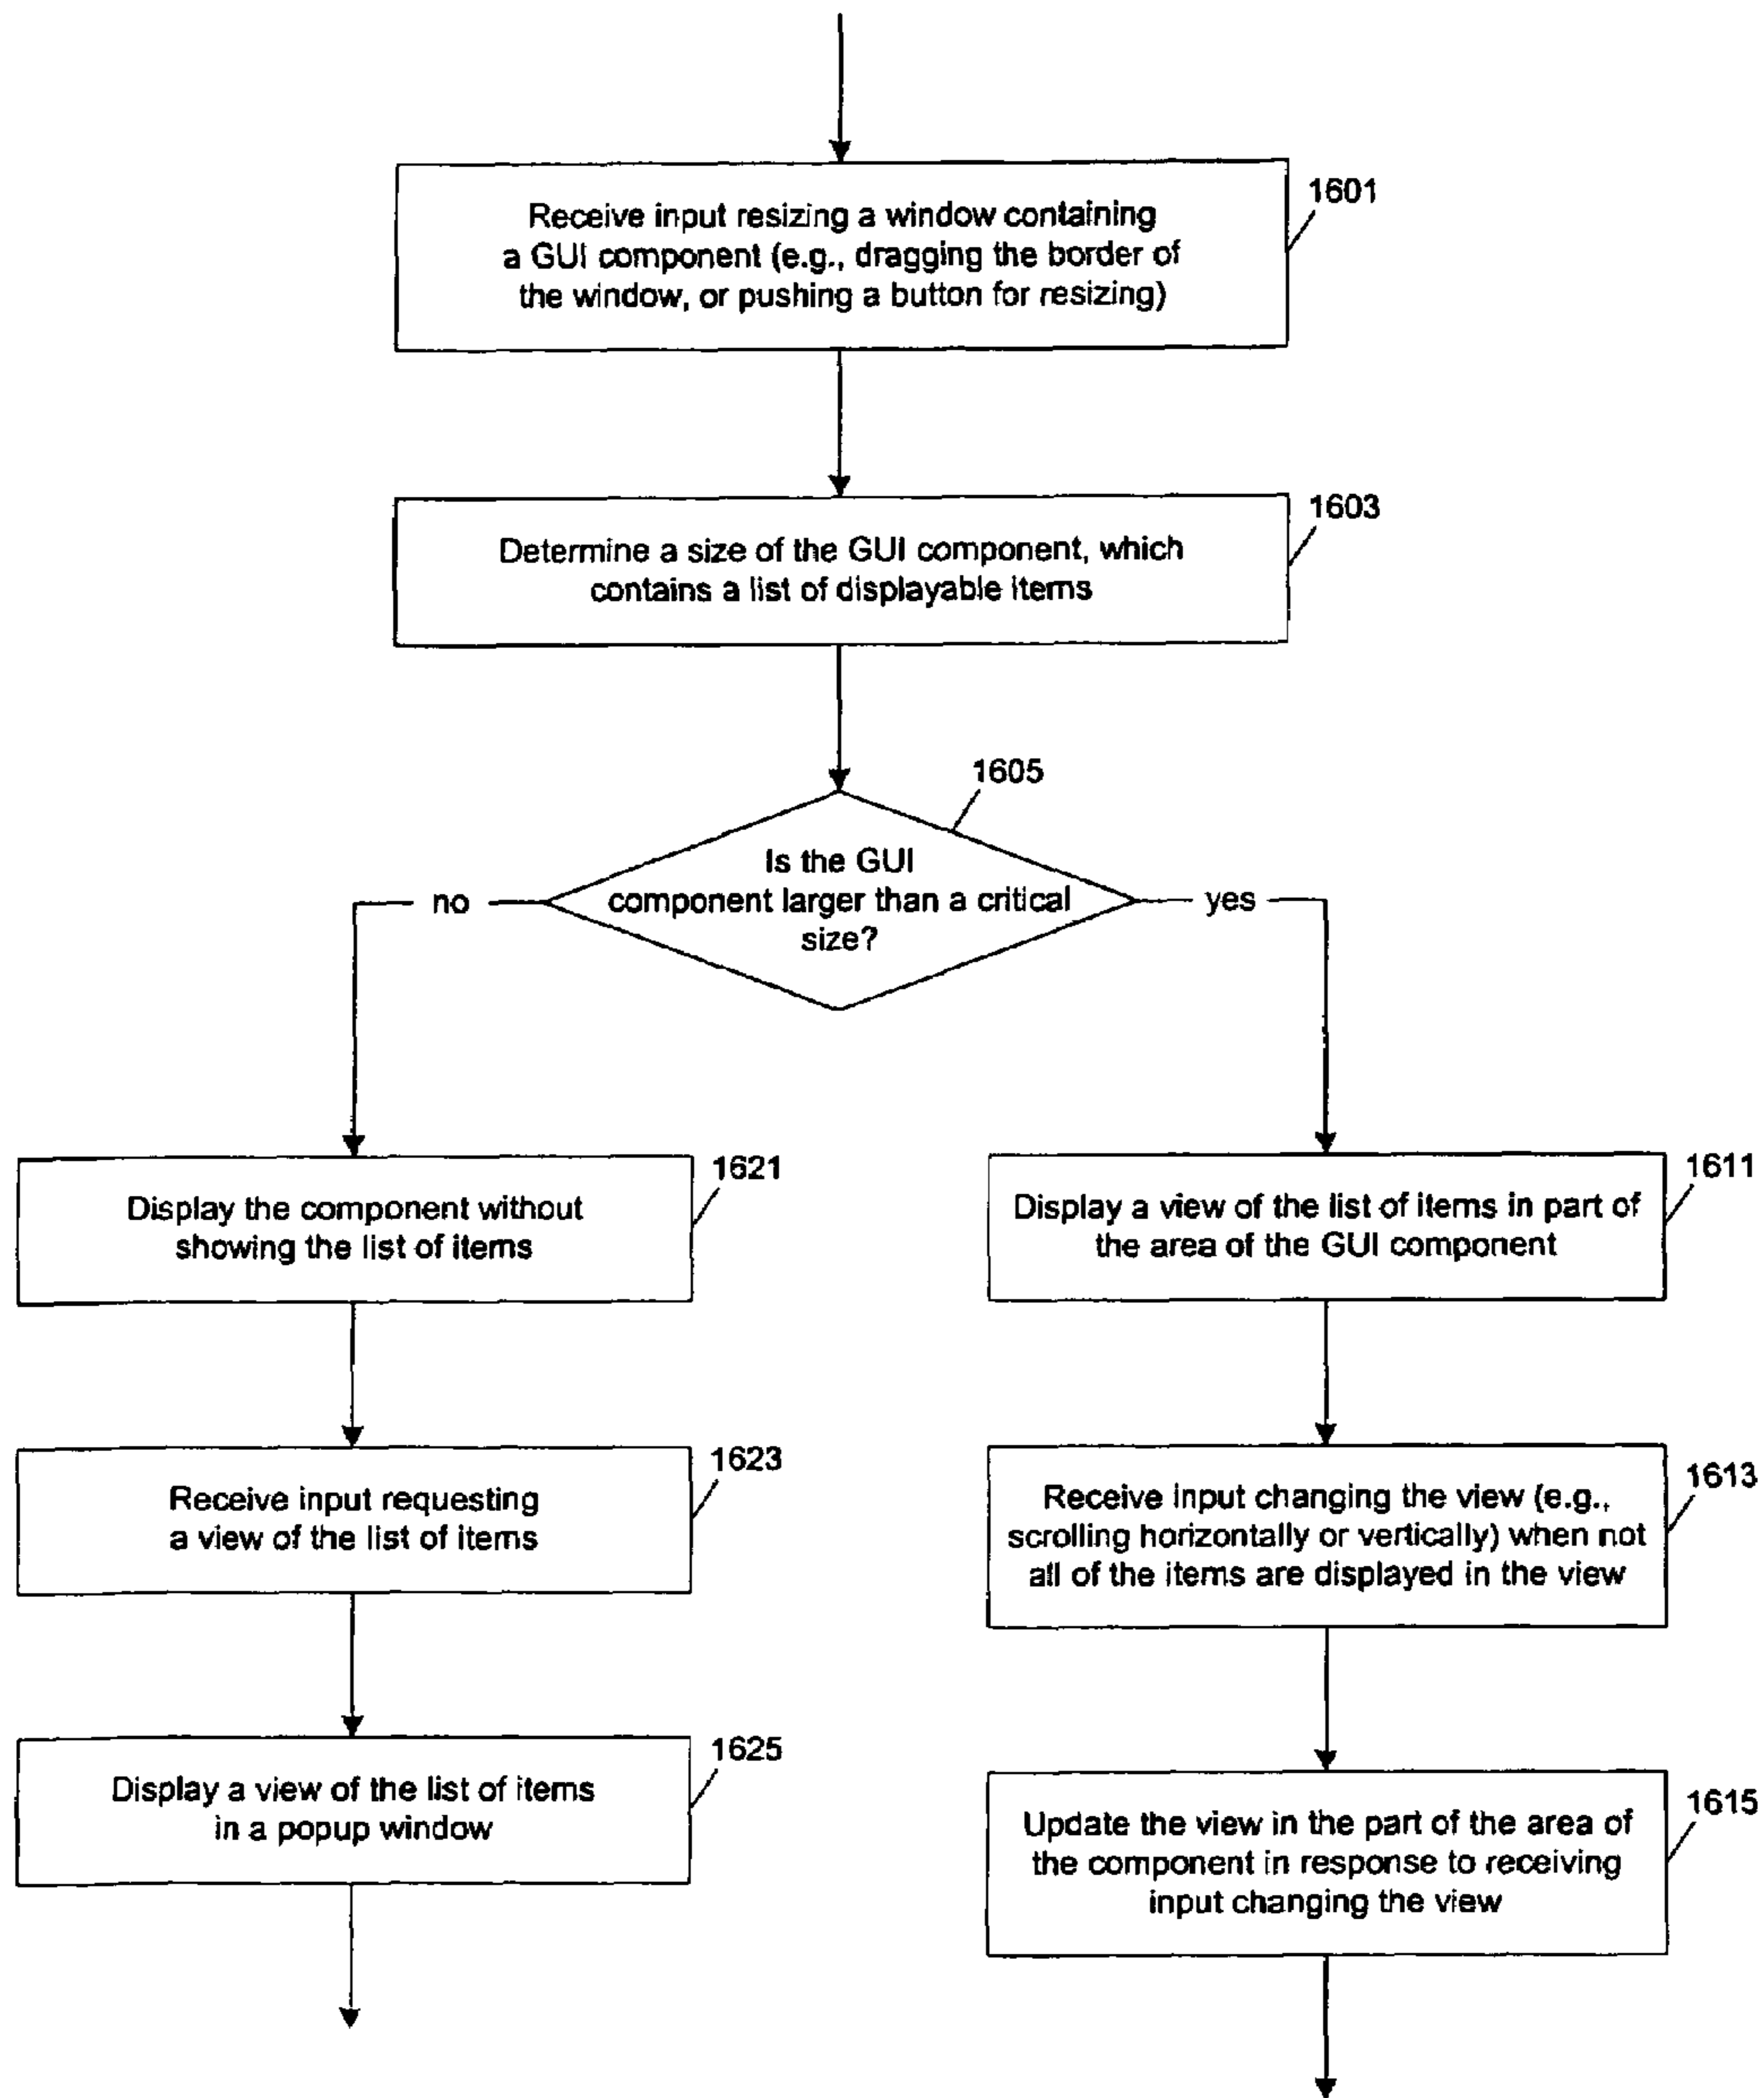 1601
Receive input resizing a window containing
a GUI component (e.g., dragging the border of
the window, or pushing a button for resizing)
1603
Determine a size of the GUI component, which
contains a list of displayable items
1605
Is the GUI
component larger than a critical
size?
no
yes
1621
Display the component without
showing the list of items
1623
Receive input requesting
a view of the list of items
1625
Display a view of the list of items
in a popup window
1611
Display a view of the list of items in part of
the area of the GUI component
1613
Receive input changing the view (e.g.,
scrolling horizontally or vertically) when not
all of the items are displayed in the view
1615
Update the view in the part of the area of
the component in response to receiving
input changing the view